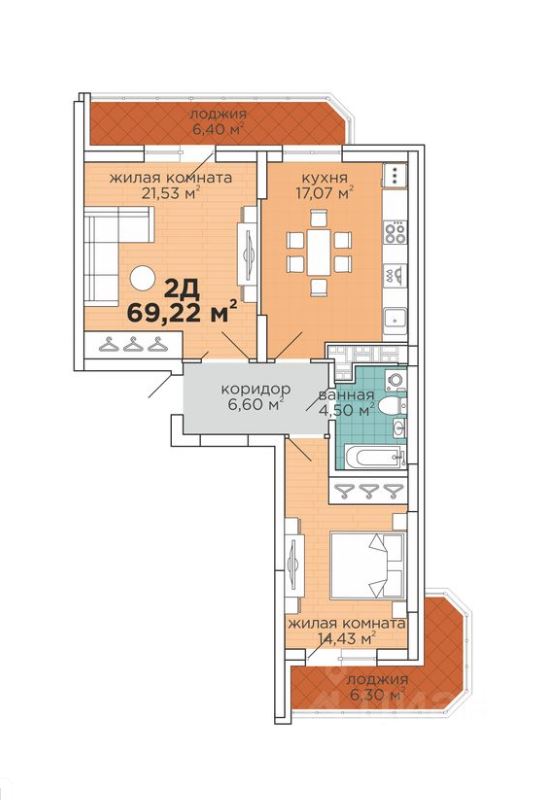 лоджия
6,40 м²
жилая комната
21,53 м²
кухня
17,07 м²
2Д
69,22 м²
коридор
6,60 м²
ванная
4,50 м²
жилая комната
14,43 м²
лоджия
6,30 м²
циан